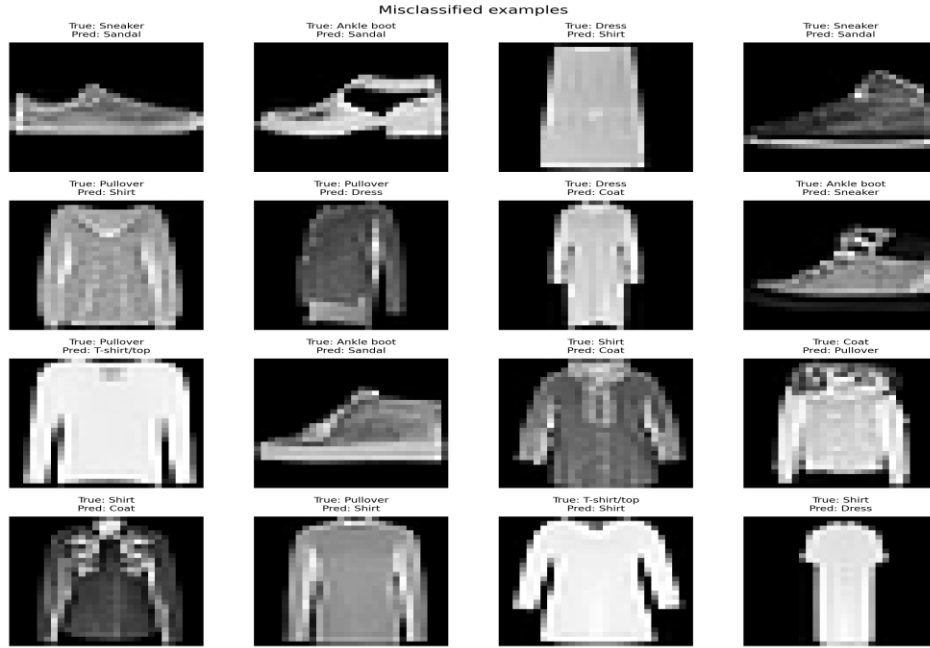 Misclassified examples
True: Sneaker
Pred: Sandal
True: Ankle boot
Pred: Sandal
True: Dress
Pred: Shirt
True: Sneaker
Pred: Sandal
True: Pullover
Pred: Shirt
True: Pullover
Pred: Dress
True: Dress
Pred: Coat
True: Ankle boot
Pred: Sneaker
True: Pullover
Pred: T-shirt/top
True: Ankle boot
Pred: Sandal
True: Shirt
Pred: Coat
True: Coat
Pred: Pullover
True: Shirt
Pred: Coat
True: Pullover
Pred: Shirt
True: T-shirt/top
Pred: Shirt
True: Shirt
Pred: Dress